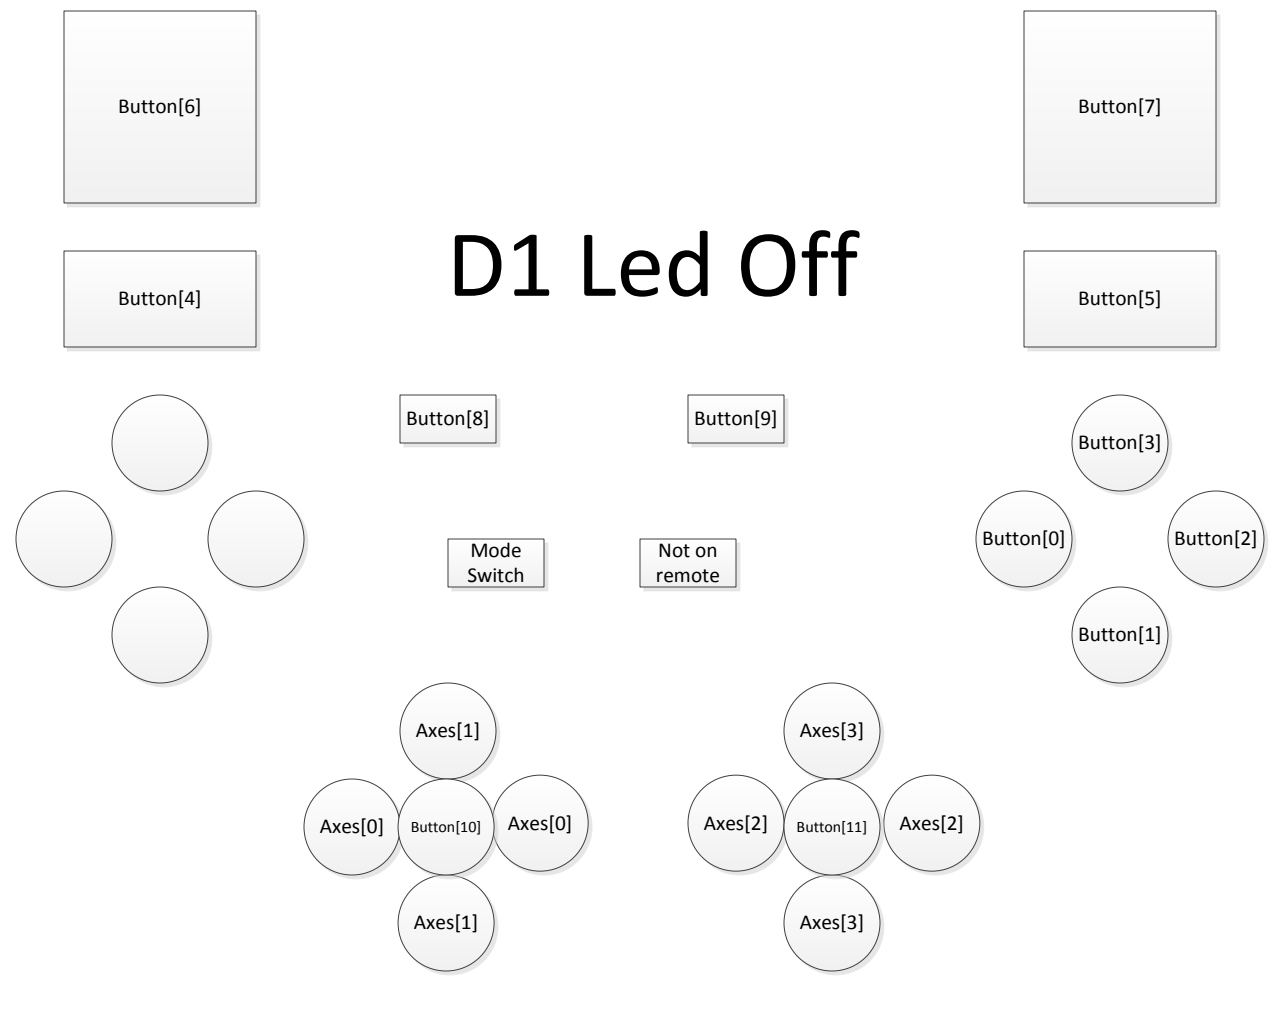 Button[6]
Button[7]
D1 Led Off
Button[4]
Button[5]
Button[8]
Button[9]
Button[3]
Button[0]
Button[2]
Mode
Switch
Not on
remote
Button[1]
Axes[1]
Axes[3]
Axes[0]
Button[10]
Axes[0]
Axes[2]
Button[11]
Axes[2]
Axes[1]
Axes[3]